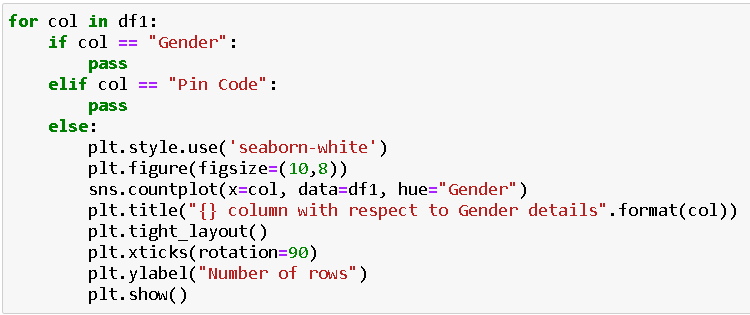 for col in df1:
    if col == "Gender":
        pass
    elif col == "Pin Code":
        pass
    else:
        plt.style.use('seaborn-white')
        plt.figure(figsize=(10,8))
        sns.countplot(x=col, data=df1, hue="Gender")
        plt.title("{} column with respect to Gender details".format(col))
        plt.tight_layout()
        plt.xticks(rotation=90)
        plt.ylabel("Number of rows")
        plt.show()